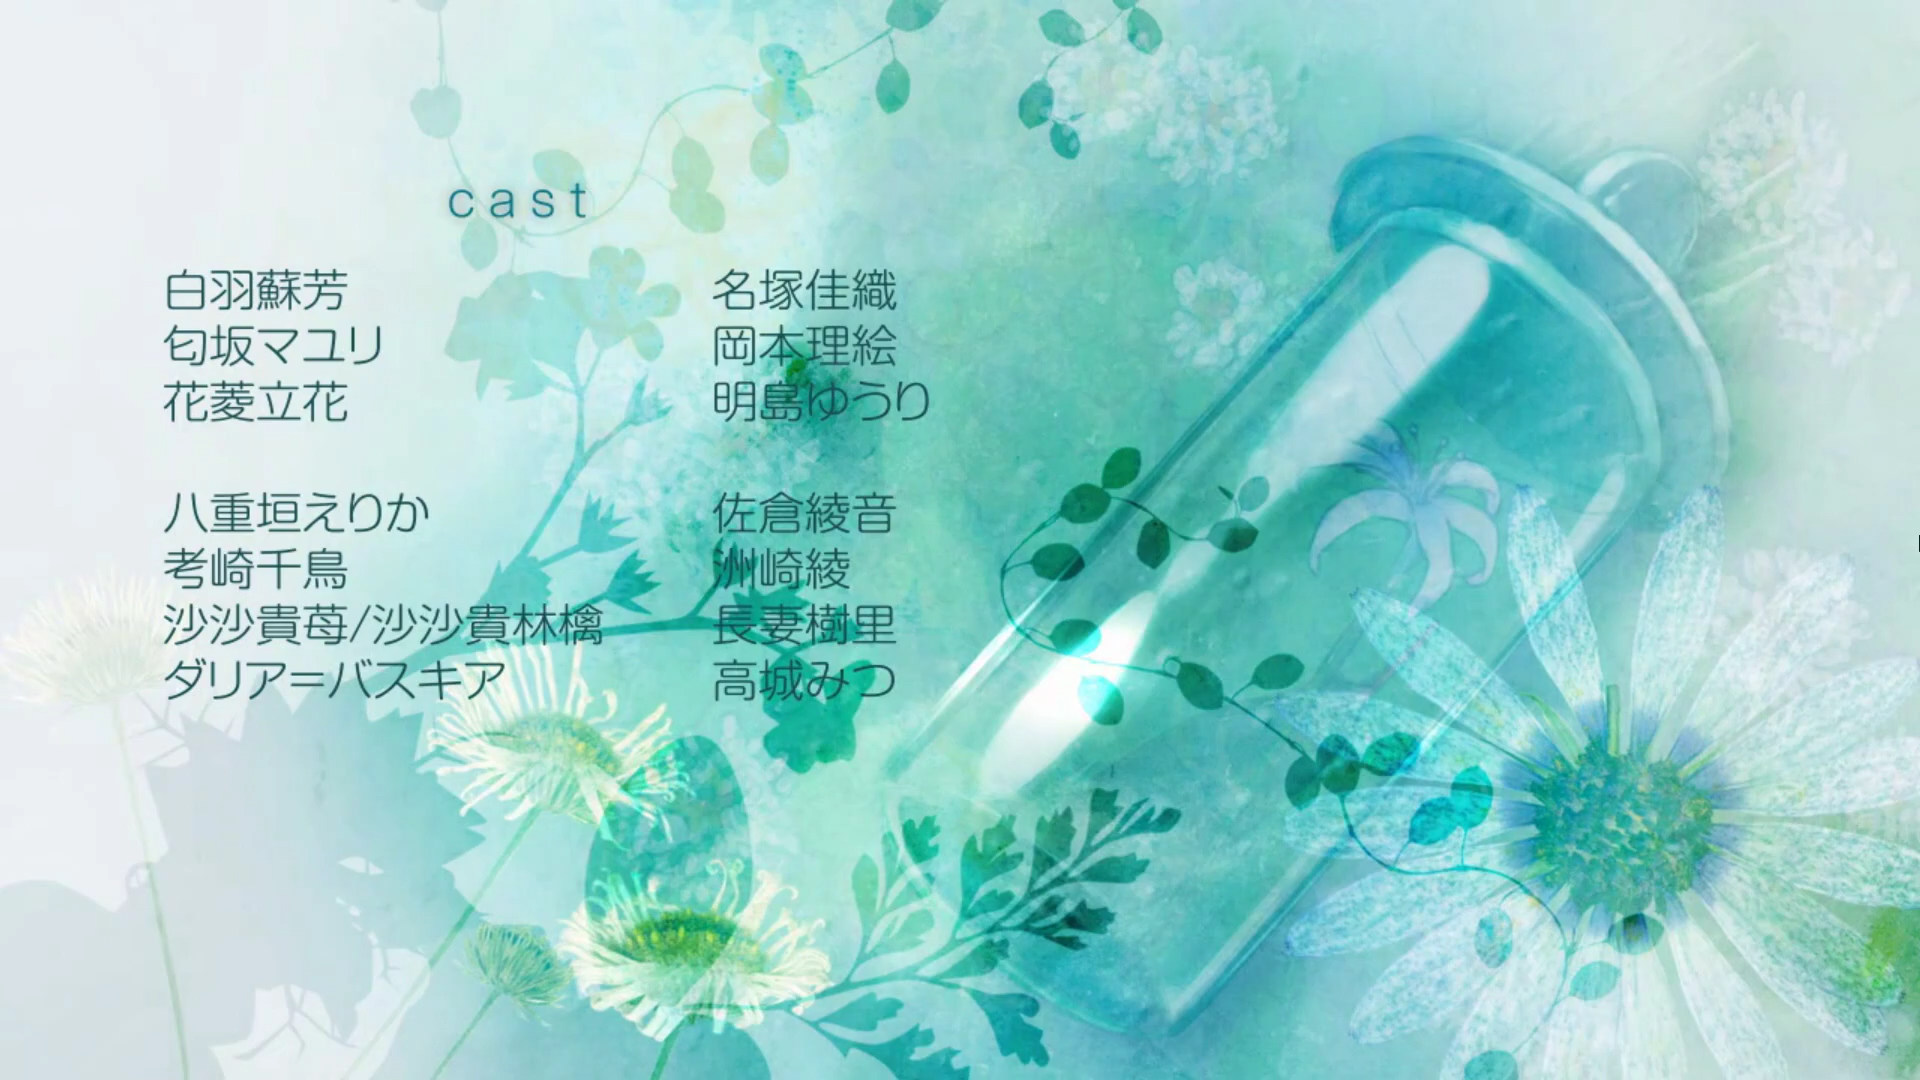 cast
白羽蘇芳 名塚佳織
匂坂マユリ 岡本理絵
花菱立花 明島ゆうり
八重垣えりか 佐倉綾音
考崎千鳥 洲崎綾
沙沙貴苺/沙沙貴林檎 長妻樹里
ダリア=バスキア 高城みつ